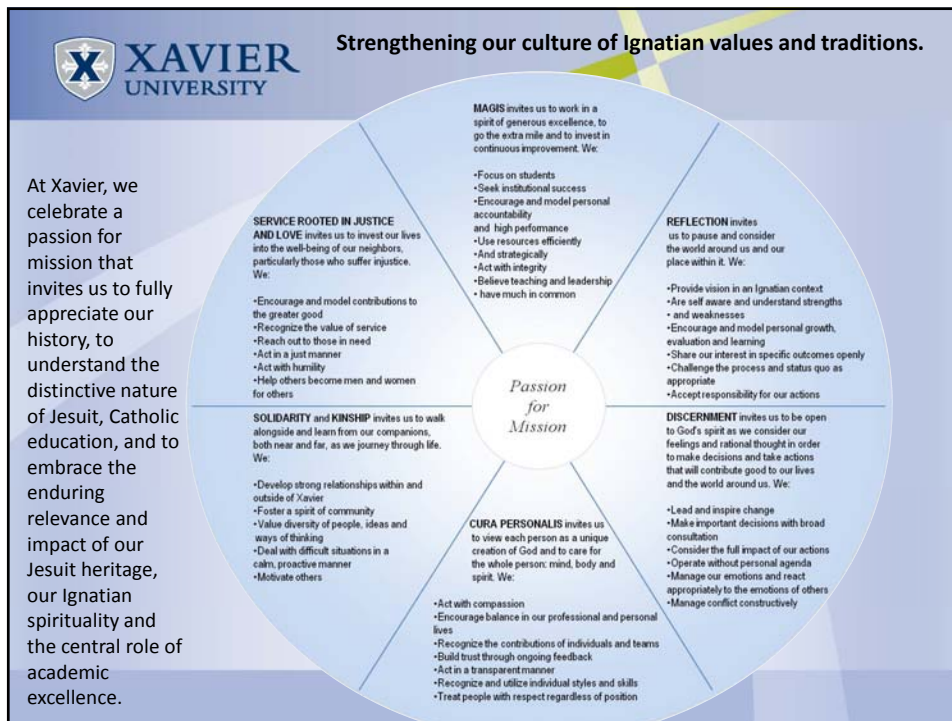 XAVIER
UNIVERSITY
Strengthening our culture of Ignatian values and traditions.
At Xavier, we
celebrate a
passion for
mission that
invites us to fully
appreciate our
history, to
understand the
distinctive nature
of Jesuit, Catholic
education, and to
embrace the
enduring
relevance and
impact of our
Jesuit heritage,
our Ignatian
spirituality and
the central role of
academic
excellence.
MAGIS invites us to work in a
spirit of generous excellence, to
go the extra mile and to invest in
continuous improvement. We:
•Focus on students
•Seek institutional success
•Encourage and model personal
accountability
and high performance
•Use resources efficiently
•And strategically
•Act with integrity
•Believe teaching and leadership
• have much in common
REFLECTION invites
us to pause and consider
the world around us and our
place within it. We:
•Provide vision in an Ignatian context
•Are self aware and understand strengths
• and weaknesses
•Encourage and model personal growth,
evaluation and learning
•Share our interest in specific outcomes openly
•Challenge the process and status quo as
appropriate
•Accept responsibility for our actions
DISCERNMENT invites us to be open
to God's spirit as we consider our
feelings and rational thought in order
to make decisions and take actions
that will contribute good to our lives
and the world around us. We:
•Lead and inspire change
•Make important decisions with broad
consultation
•Consider the full impact of our actions
•Operate without personal agenda
•Manage our emotions and react
appropriately to the emotions of others
•Manage conflict constructively
CURA PERSONALIS invites us
to view each person as a unique
creation of God and to care for
the whole person: mind, body and
spirit. We:
•Act with compassion
•Encourage balance in our professional and personal
lives
•Recognize the contributions of individuals and teams
•Build trust through ongoing feedback
•Act in a transparent manner
•Recognize and utilize individual styles and skills
•Treat people with respect regardless of position
SOLIDARITY and KINSHIP invites us to walk
alongside and learn from our companions,
both near and far, as we journey through life.
We:
•Develop strong relationships within and
outside of Xavier
•Foster a spirit of community
•Value diversity of people, ideas and
ways of thinking
•Deal with difficult situations in a
calm, proactive manner
•Motivate others
SERVICE ROOTED IN JUSTICE
AND LOVE invites us to invest our lives
into the well-being of our neighbors,
particularly those who suffer injustice.
We:
•Encourage and model contributions to
the greater good
•Recognize the value of service
•Reach out to those in need
•Act in a just manner
•Act with humility
•Help others become men and women
for others
Passion
for
Mission